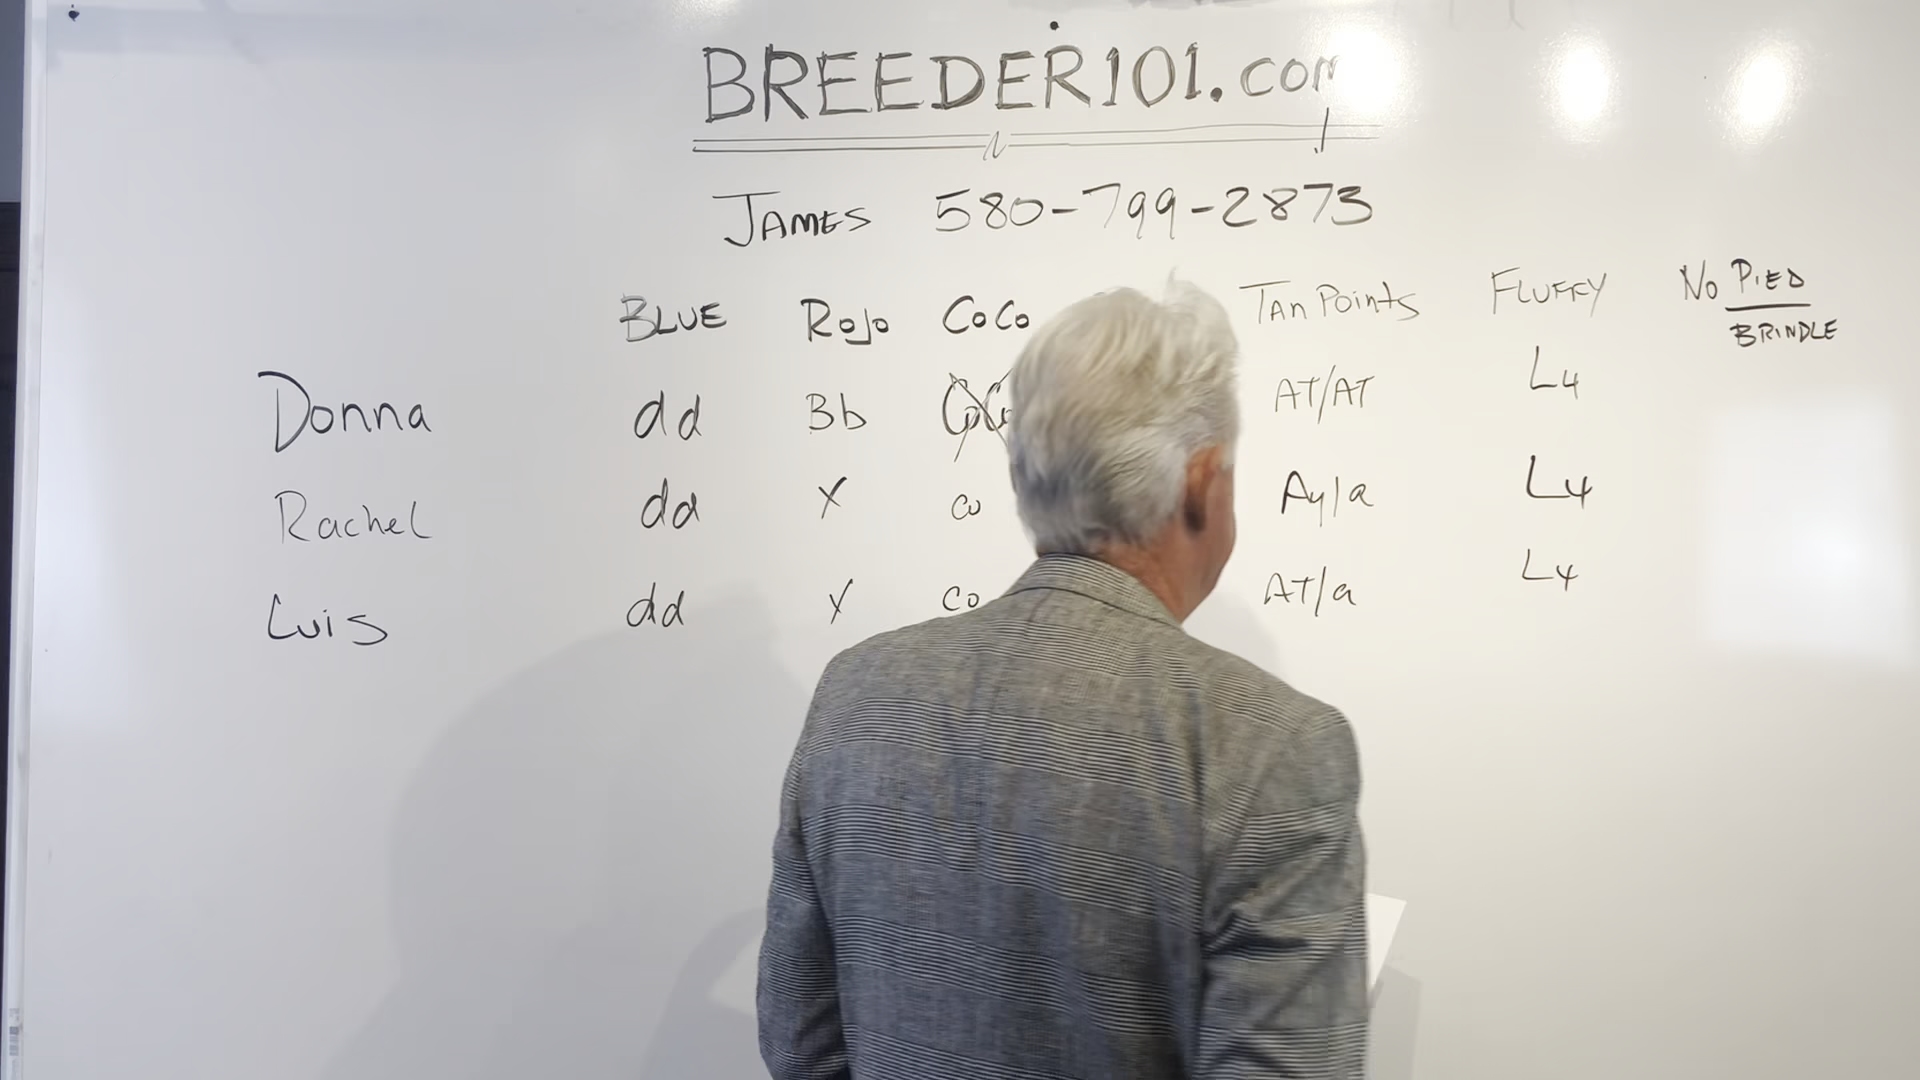 BREEDER101.com
JAMES 580-799-2873
BLUE Rojo CoCo Tan Points FLUFFY No PIED
BRINDLE
Donna dd Bb CoCo AT/AT L4
Rachel dd X co Ay/a L4
Luis dd X co AT/a L4